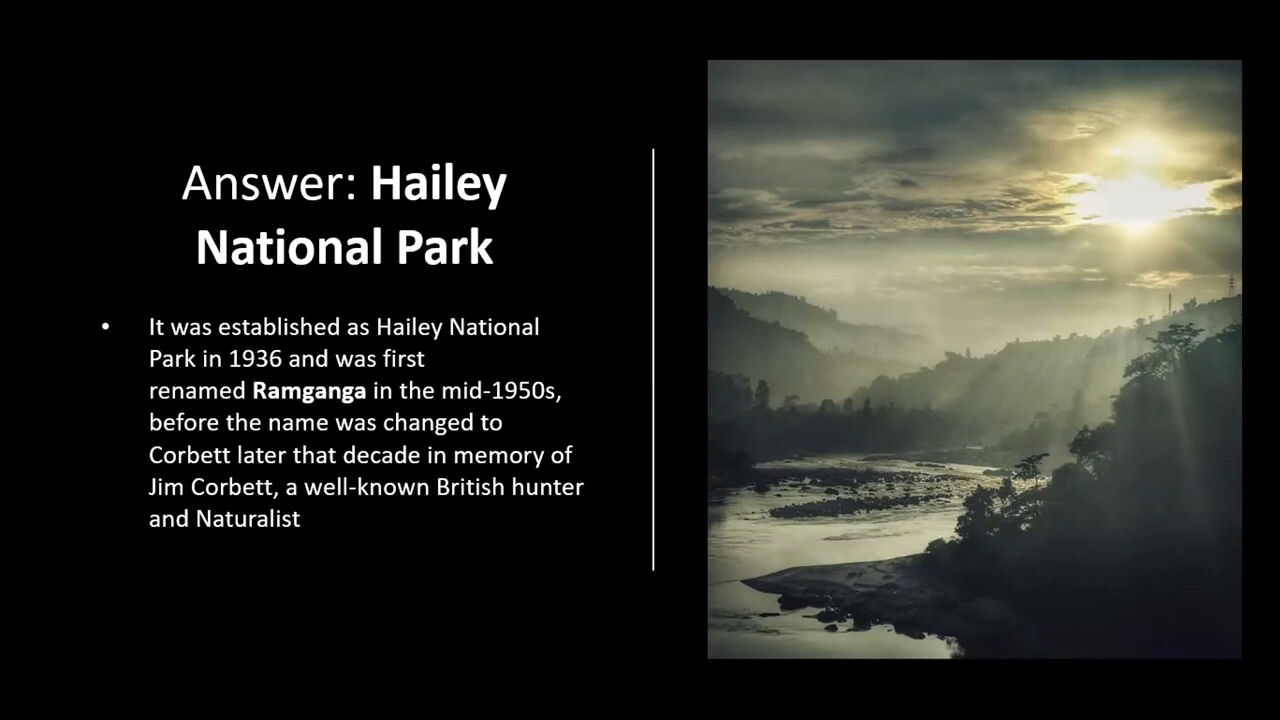 Answer: Hailey
National Park
• It was established as Hailey National
Park in 1936 and was first
renamed Ramganga in the mid-1950s,
before the name was changed to
Corbett later that decade in memory of
Jim Corbett, a well-known British hunter
and Naturalist